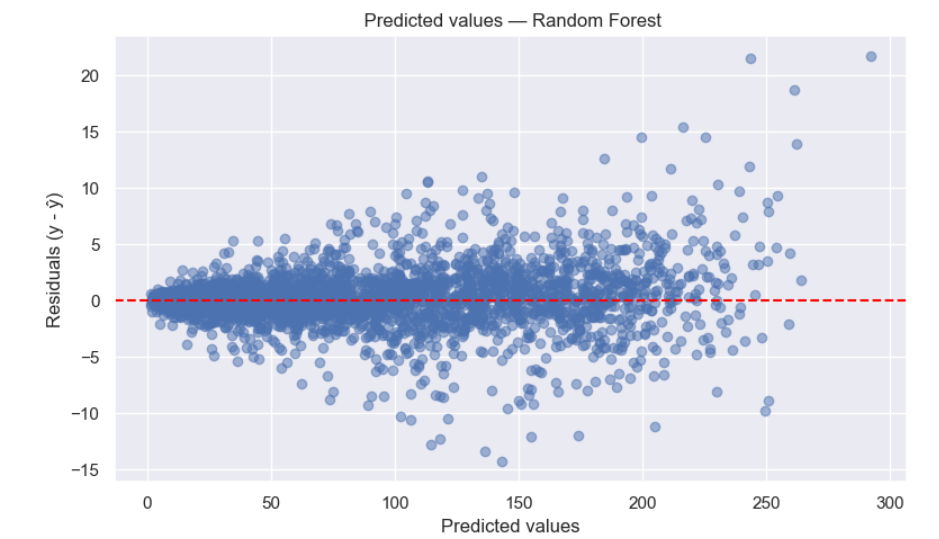 Predicted values — Random Forest
Residuals (y - ŷ)
20
15
10
5
0
−5
−10
−15
0 50 100 150 200 250 300
Predicted values